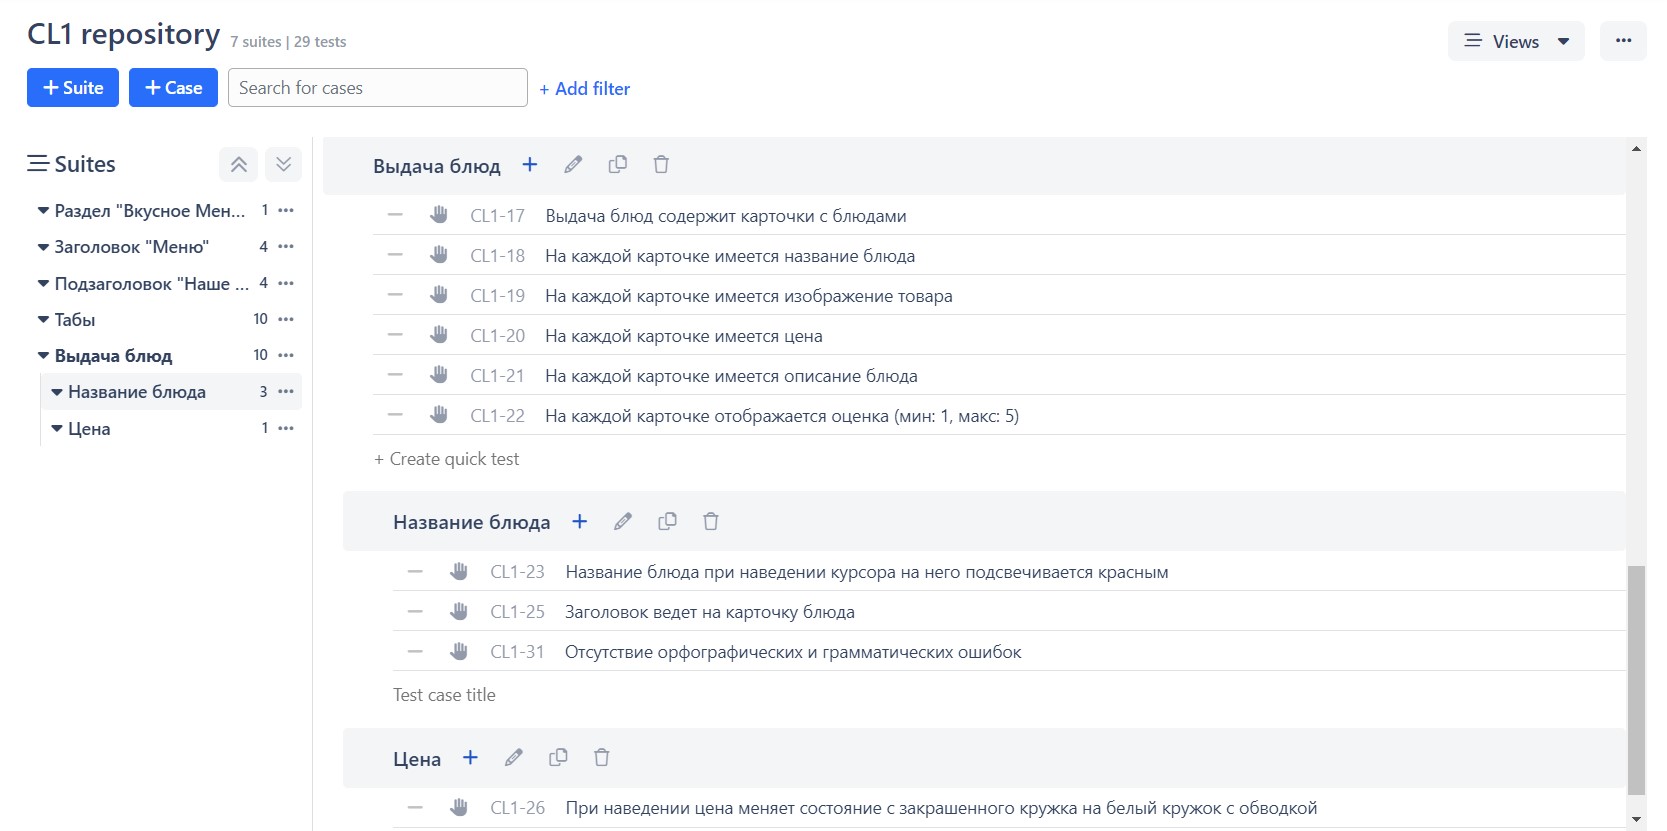 CL1 repository 7 suites | 29 tests
Views
+ Suite + Case Search for cases + Add filter
Suites
Раздел "Вкусное Мен... 1
Заголовок "Меню" 4
Подзаголовок "Наше ... 4
Табы 10
Выдача блюд 10
Название блюда 3
Цена 1
Выдача блюд
CL1-17 Выдача блюд содержит карточки с блюдами
CL1-18 На каждой карточке имеется название блюда
CL1-19 На каждой карточке имеется изображение товара
CL1-20 На каждой карточке имеется цена
CL1-21 На каждой карточке имеется описание блюда
CL1-22 На каждой карточке отображается оценка (мин: 1, макс: 5)
+ Create quick test
Название блюда
CL1-23 Название блюда при наведении курсора на него подсвечивается красным
CL1-25 Заголовок ведет на карточку блюда
CL1-31 Отсутствие орфографических и грамматических ошибок
Test case title
Цена
CL1-26 При наведении цена меняет состояние с закрашенного кружка на белый кружок с обводкой